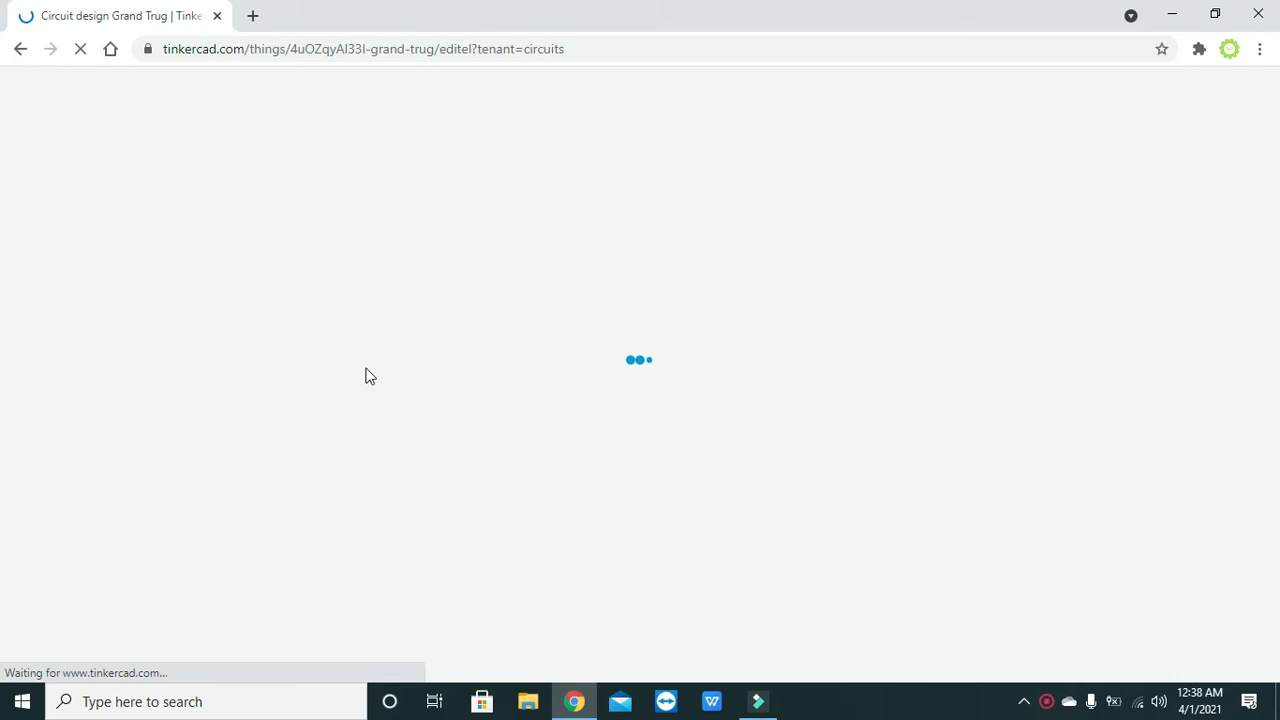 Circuit design Grand Trug | Tinke
tinkercad.com/things/4uOZqyAl33l-grand-trug/editel?tenant=circuits
Waiting for www.tinkercad.com...
Type here to search
12:38 AM
4/1/2021